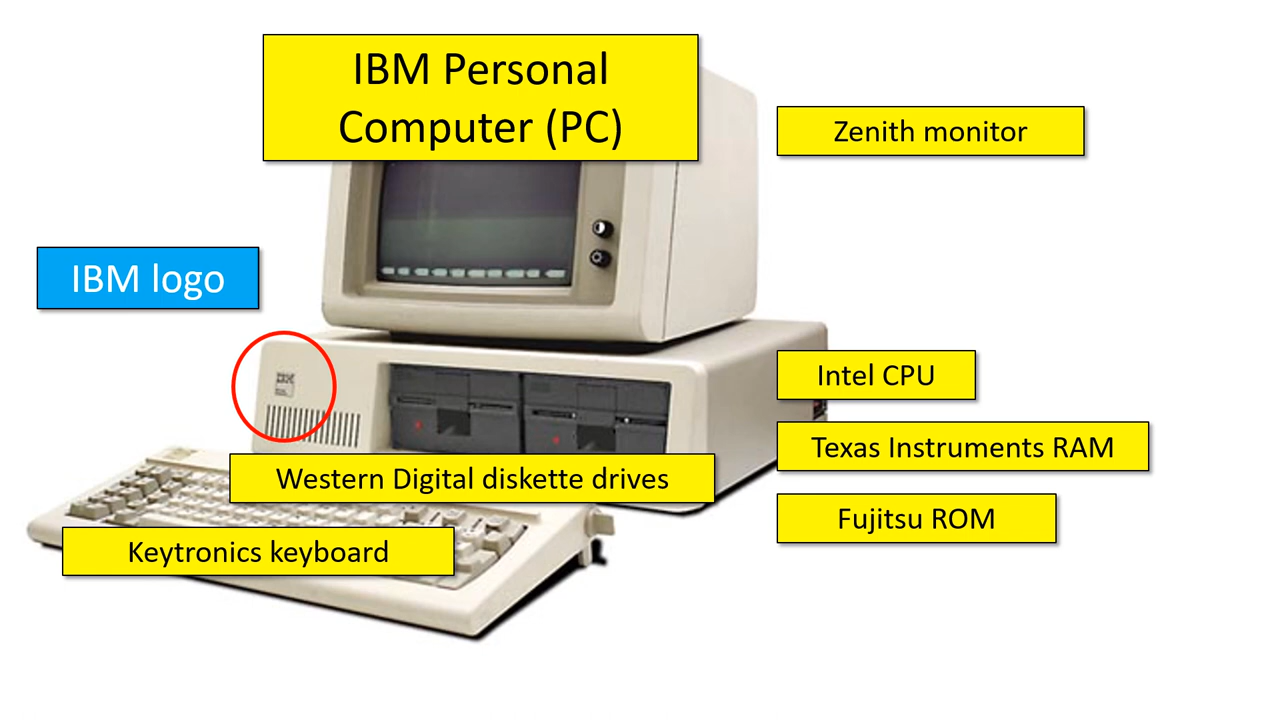 IBM Personal
Computer (PC)
Zenith monitor
IBM logo
IBM
Intel CPU
Texas Instruments RAM
Western Digital diskette drives
Fujitsu ROM
Keytronics keyboard